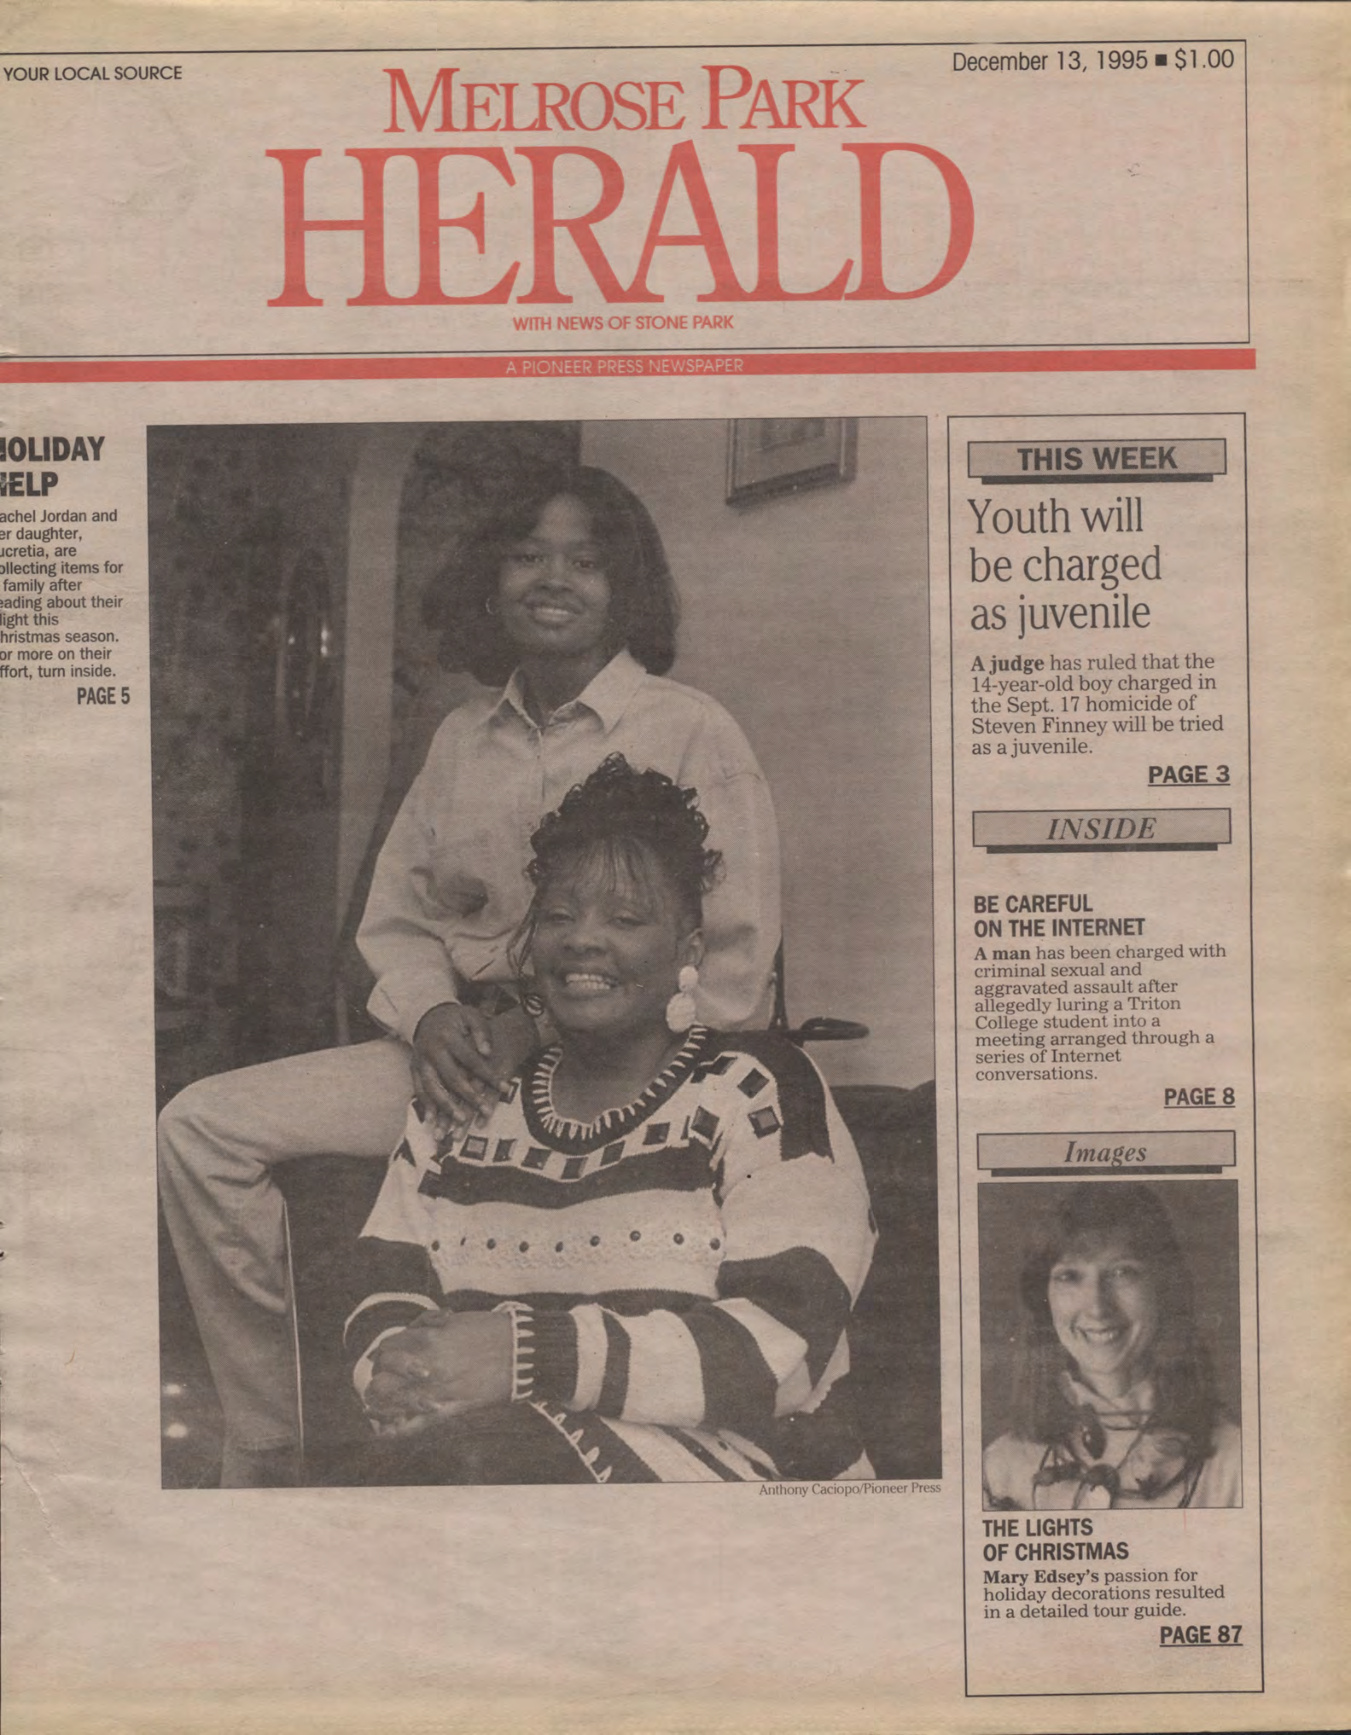 YOUR LOCAL SOURCE
December 13, 1995 ■ $1.00
MELROSE PARK
HERALD
WITH NEWS OF STONE PARK
A PIONEER PRESS NEWSPAPER
OLIDAY
ELP
achel Jordan and
er daughter,
ucretia, are
ollecting items for
family after
eading about their
light this
hristmas season.
or more on their
ffort, turn inside.
PAGE 5
Anthony Caciopo/Pioneer Press
THIS WEEK
Youth will
be charged
as juvenile
A judge has ruled that the
14-year-old boy charged in
the Sept. 17 homicide of
Steven Finney will be tried
as a juvenile.
PAGE 3
INSIDE
BE CAREFUL
ON THE INTERNET
A man has been charged with
criminal sexual and
aggravated assault after
allegedly luring a Triton
College student into a
meeting arranged through a
series of Internet
conversations.
PAGE 8
Images
THE LIGHTS
OF CHRISTMAS
Mary Edsey's passion for
holiday decorations resulted
in a detailed tour guide.
PAGE 87